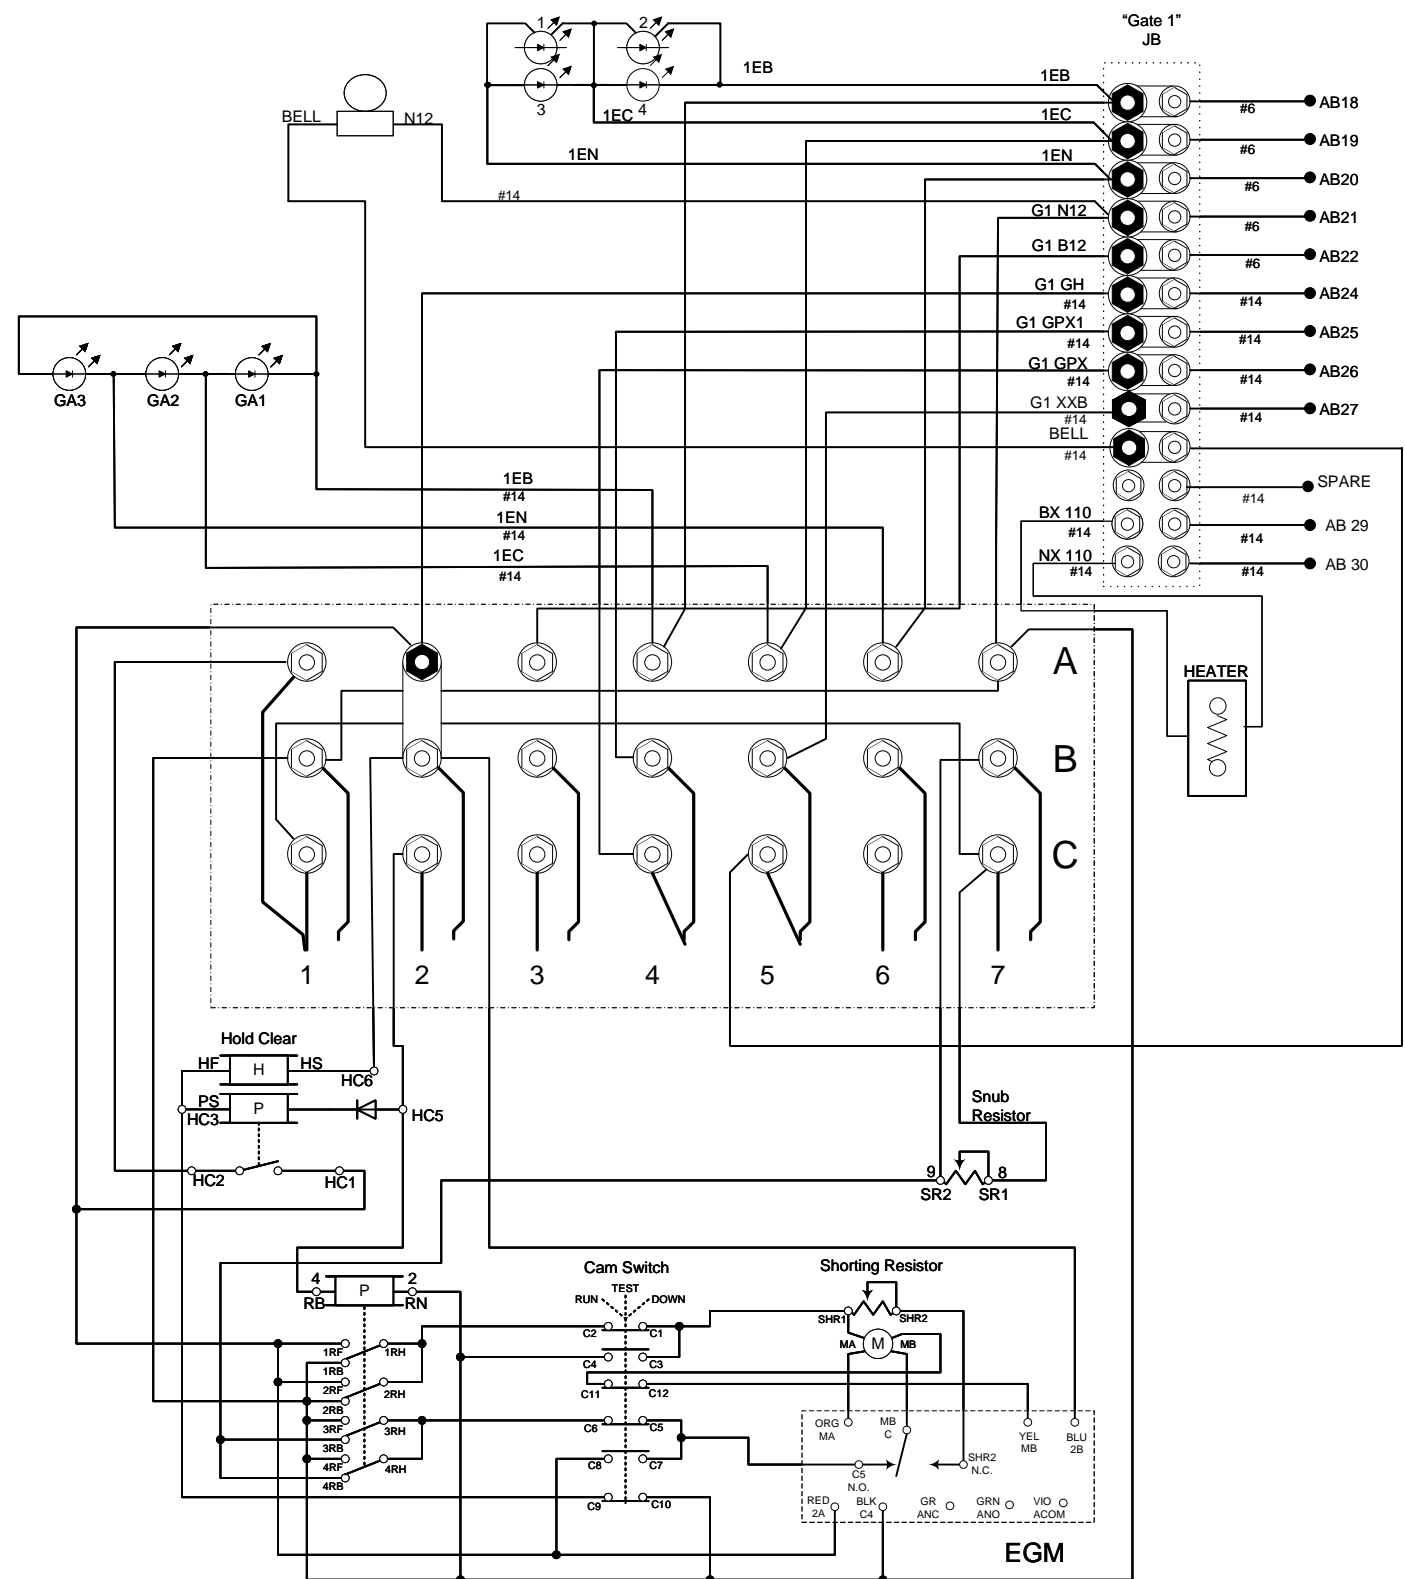 “Gate 1”
JB
1
2
3
4
1EB
1EB
AB18
#6
1EC
1EC
AB19
#6
BELL
N12
1EN
1EN
AB20
#6
#14
G1 N12
AB21
#6
G1 B12
AB22
#6
G1 GH
#14
AB24
#14
G1 GPX1
#14
AB25
#14
G1 GPX
#14
AB26
#14
GA3
GA2
GA1
G1 XXB
#14
AB27
#14
BELL
#14
1EB
#14
SPARE
#14
1EN
#14
BX 110
#14
AB 29
#14
1EC
#14
NX 110
#14
AB 30
#14
A
HEATER
B
C
1
2
3
4
5
6
7
Hold Clear
HF
H
HS
HC6
PS
P
HC3
HC5
Snub
Resistor
HC2
HC1
9
8
SR2
SR1
4
P
2
RB
RN
Cam Switch
TEST
RUN
DOWN
Shorting Resistor
SHR1
SHR2
C2
C1
1RF
1RH
1RB
MA
M
MB
C4
C3
2RF
2RH
2RB
C11
C12
3RF
3RH
3RB
C6
C5
4RF
4RH
4RB
C8
C7
C9
C10
ORG
MA
MB
C
YEL
MB
BLU
2B
C5
N.O.
SHR2
N.C.
RED
2A
BLK
C4
GR
ANC
GRN
ANO
VIO
ACOM
EGM